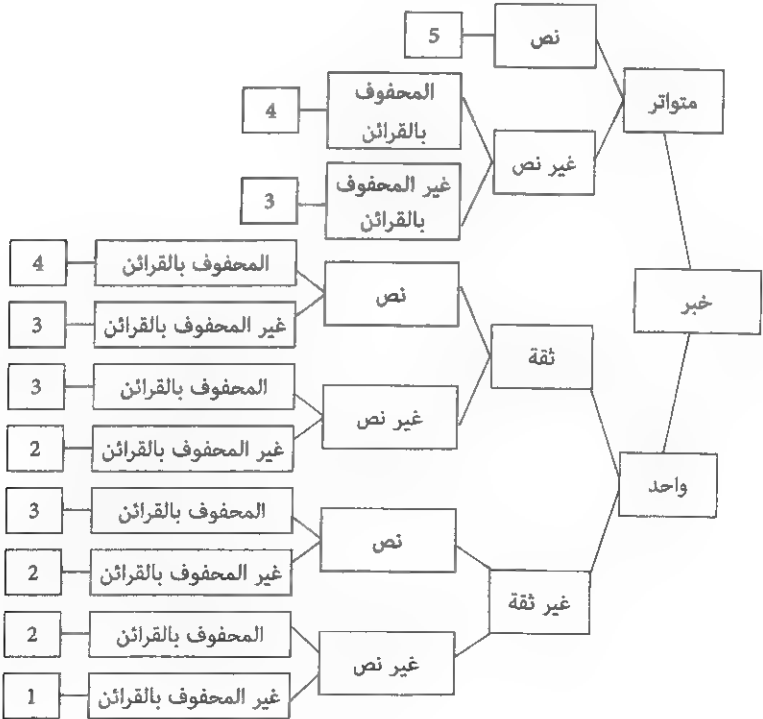 نص
5
متواتر
المحفوف
بالقرائن
4
غير نص
غير المحفوف
بالقرائن
3
خبر
المحفوف بالقرائن
4
نص
غير المحفوف بالقرائن
3
ثقة
المحفوف بالقرائن
3
غير نص
غير المحفوف بالقرائن
2
واحد
المحفوف بالقرائن
3
نص
غير المحفوف بالقرائن
2
غير ثقة
المحفوف بالقرائن
2
غير نص
غير المحفوف بالقرائن
1